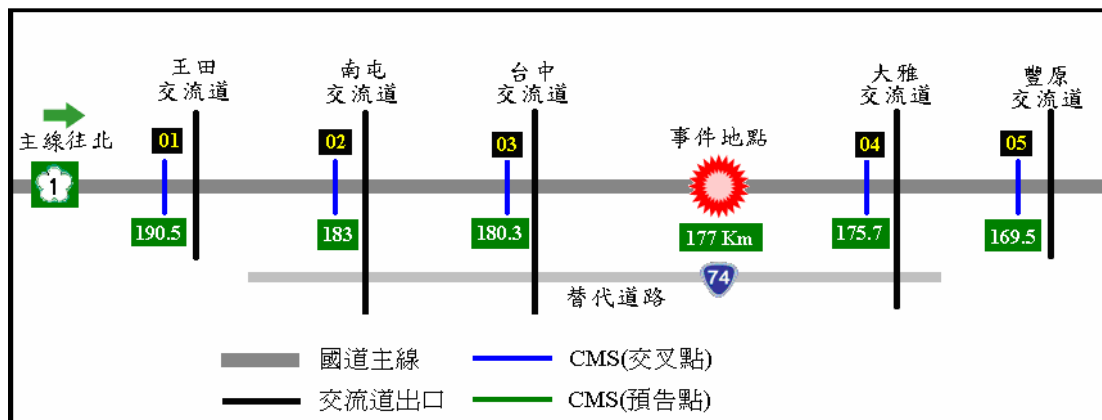 王田
交流道
南屯
交流道
台中
交流道
大雅
交流道
豐原
交流道
主線往北
01
02
03
事件地點
04
05
1
190.5
183
180.3
177 Km
175.7
169.5
74
替代道路
國道主線
CMS(交叉點)
交流道出口
CMS(預告點)